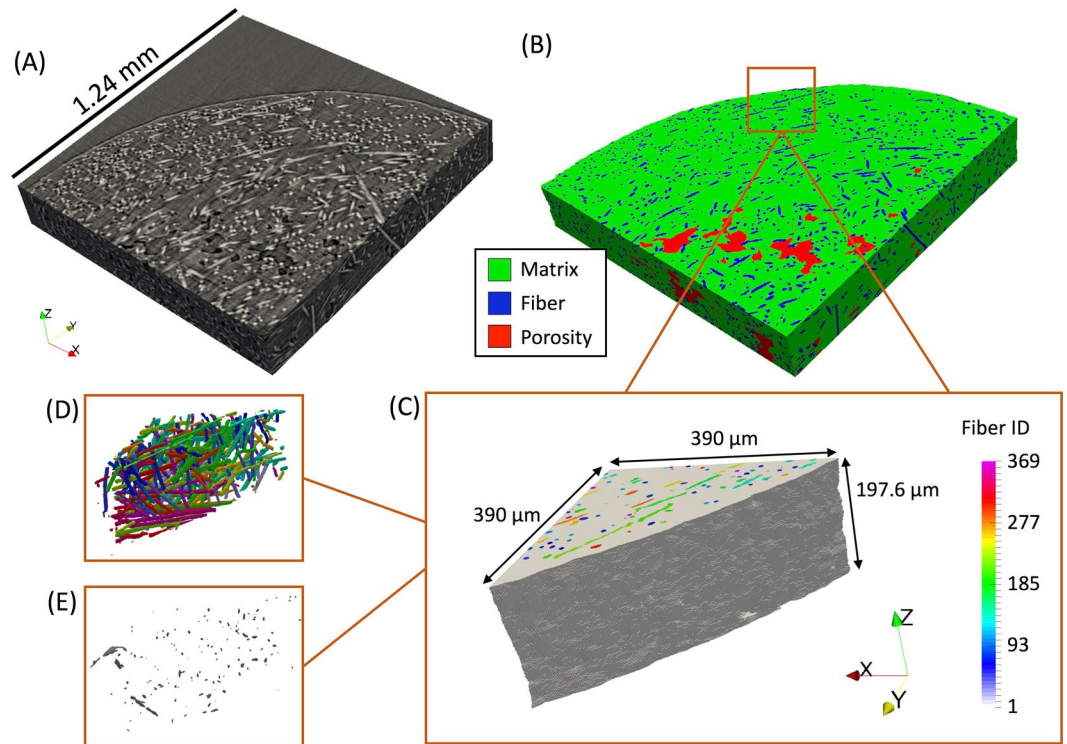 (A)
1.24 mm
Z
Y
X
(B)
Matrix
Fiber
Porosity
(D)
(C)
390 µm
390 µm
197.6 µm
Fiber ID
369
277
185
93
1
Z
X
Y
(E)